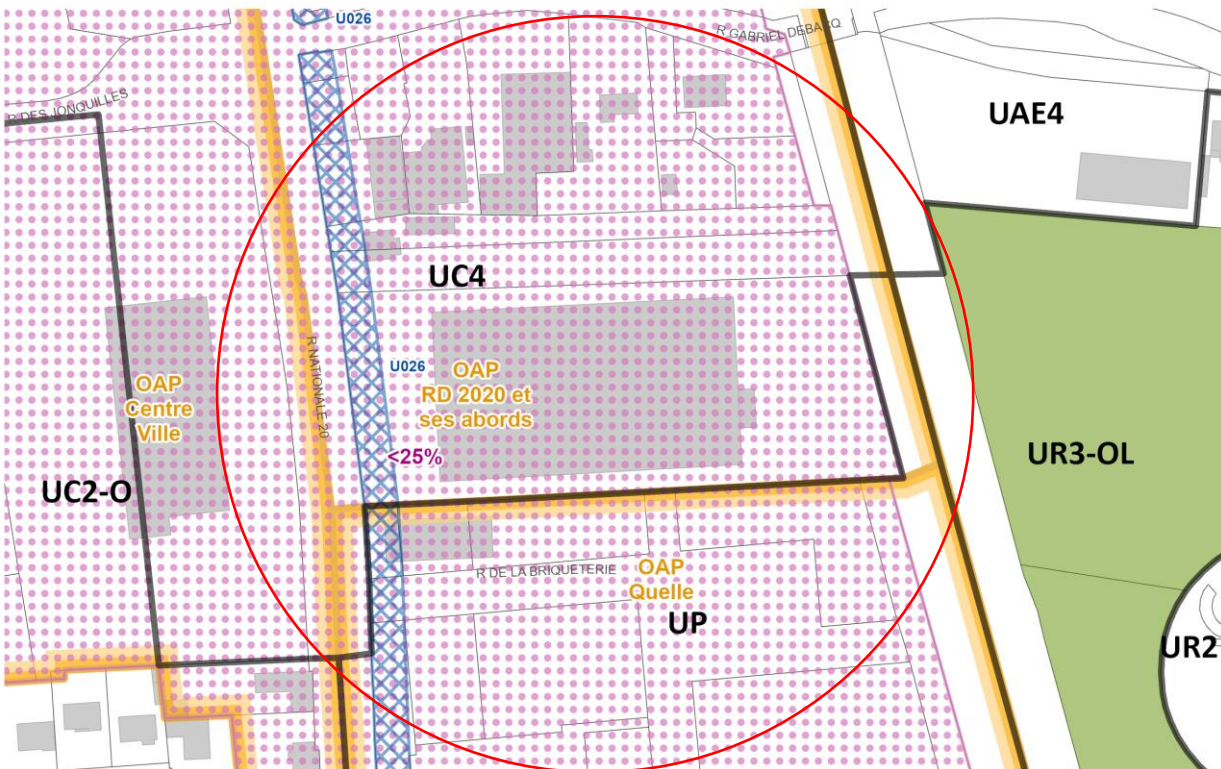 U026
R GABRIEL DEBACQ
R DES JONQUILLES
UAE4
UC4
R NATIONALE 20
U026
OAP
RD 2020 et
ses abords
OAP
Centre
Ville
<25%
UC2-O
UR3-OL
R DE LA BRIQUETERIE
OAP
Quelle
UP
UR2